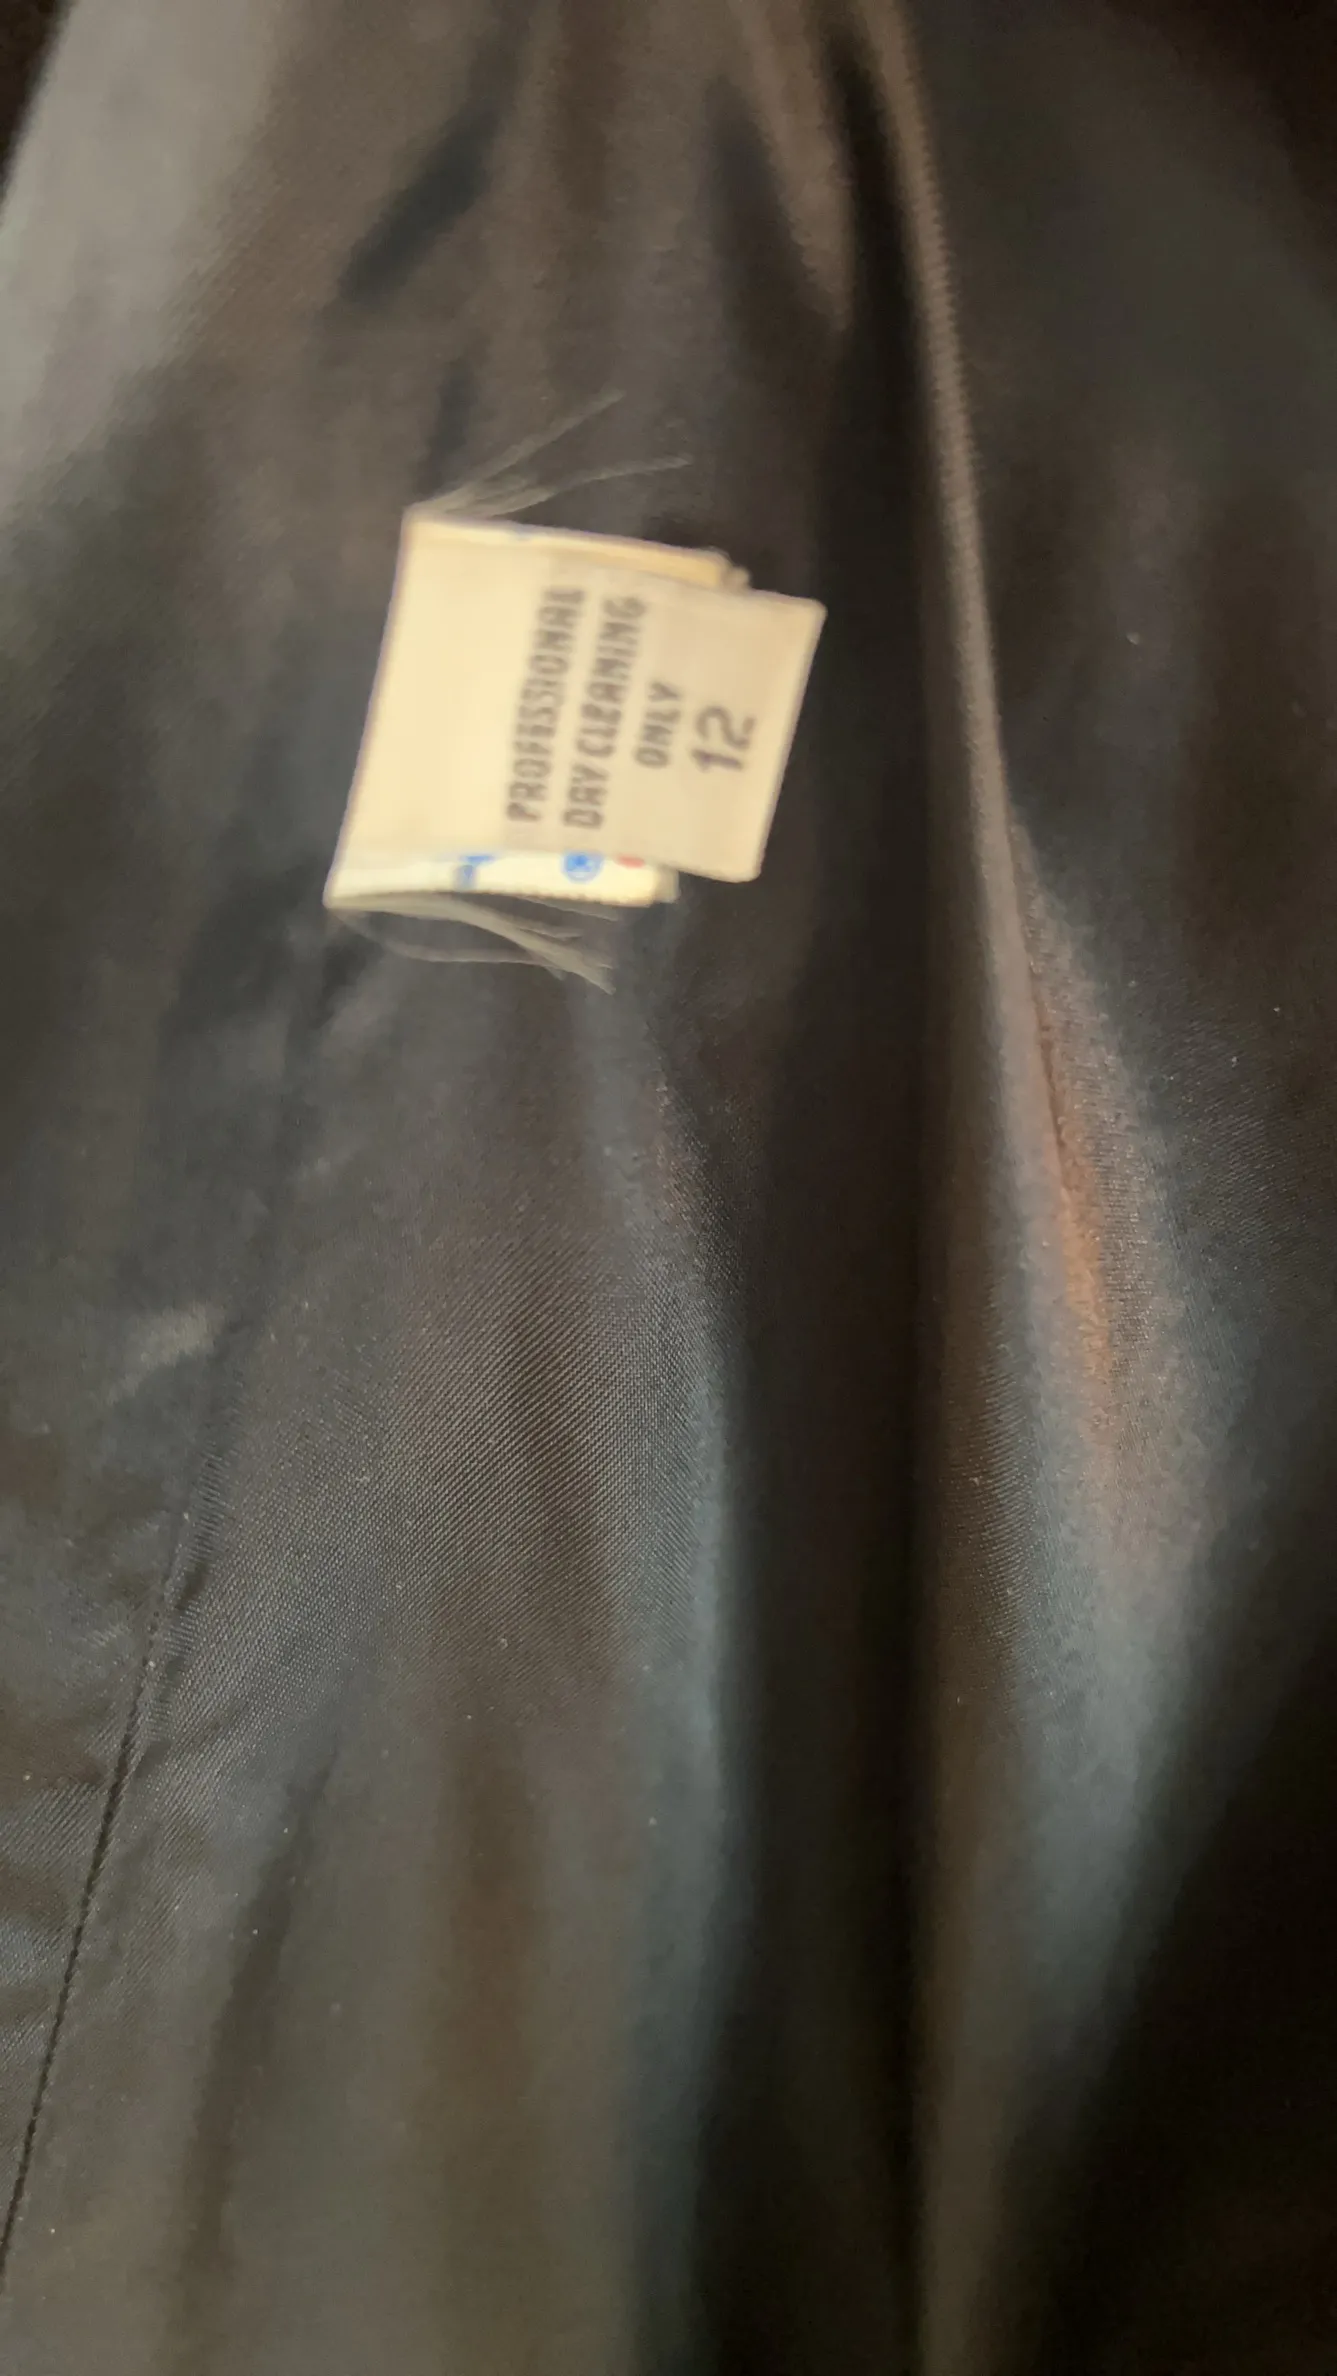 PROFESSIONAL
DRY CLEANING
ONLY
12